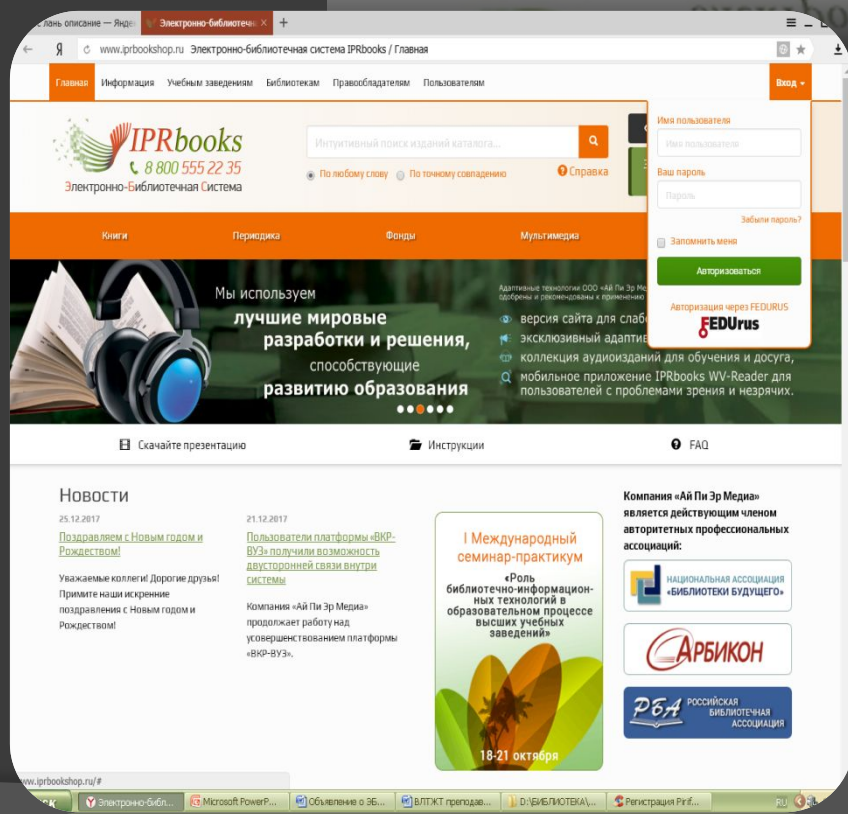 лань описание — Янде
Электронно-библиотечн
www.iprbookshop.ru Электронно-библиотечная система IPRbooks / Главная
Главная Информация Учебным заведениям Библиотекам Правообладателям Пользователям Вход
IPRbooks
8 800 555 22 35
Электронно-Библиотечная Система
Интуитивный поиск изданий каталога...
По любому слову По точному совпадению Справка
Имя пользователя
Имя пользователя
Ваш пароль
Пароль
Забыли пароль?
Запомнить меня
Авторизоваться
Авторизация через FEDURUS
FEDUrus
Книги Периодика Фонды Мультимедиа
Мы используем
лучшие мировые
разработки и решения,
способствующие
развитию образования
Адаптивные технологии ООО «Ай Пи Эр Ме
одобрены и рекомендованы к применению
версия сайта для слаб
эксклюзивный адаптив
коллекция аудиоизданий для обучения и досуга,
мобильное приложение IPRbooks WV-Reader для
пользователей с проблемами зрения и незрячих.
Скачайте презентацию Инструкции FAQ
Новости
25.12.2017
Поздравляем с Новым годом и
Рождеством!
Уважаемые коллеги! Дорогие друзья!
Примите наши искренние
поздравления с Новым годом и
Рождеством!
21.12.2017
Пользователи платформы «ВКР-
ВУЗ» получили возможность
двусторонней связи внутри
системы
Компания «Ай Пи Эр Медиа»
продолжает работу над
усовершенствованием платформы
«ВКР-ВУЗ».
I Международный
семинар-практикум
«Роль
библиотечно-информацион-
ных технологий в
образовательном процессе
высших учебных
заведений»
18-21 октября
Компания «Ай Пи Эр Медиа»
является действующим членом
авторитетных профессиональных
ассоциаций:
НАЦИОНАЛЬНАЯ АССОЦИАЦИЯ
«БИБЛИОТЕКИ БУДУЩЕГО»
АРБИКОН
РБА РОССИЙСКАЯ
БИБЛИОТЕЧНАЯ
АССОЦИАЦИЯ
www.iprbookshop.ru/#
Электронно-библ... Microsoft PowerP... Объявление о ЭБ... ВЛТЖТ преподав... D:\БИБЛИОТЕКА\... Регистрация Pirif... RU